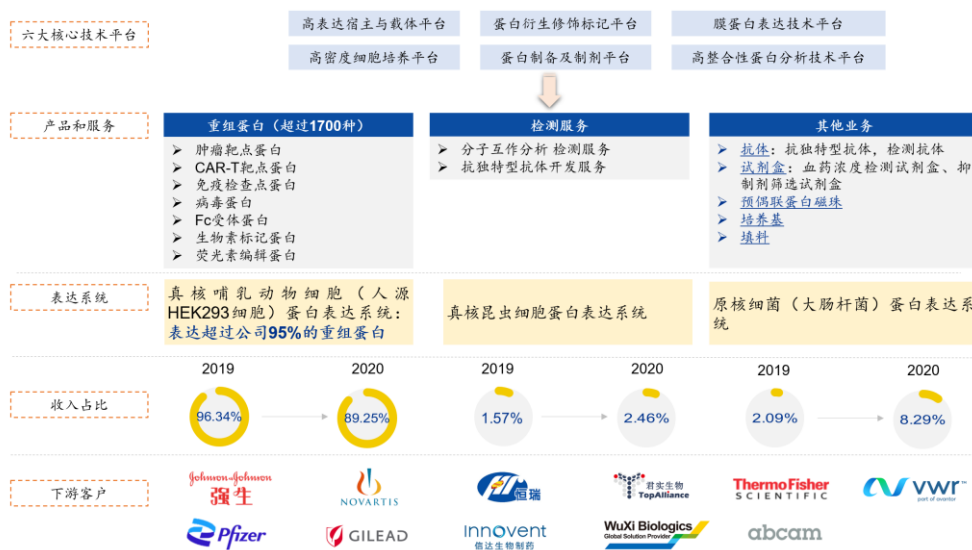 六大核心技术平台
高表达宿主与载体平台
蛋白衍生修饰标记平台
膜蛋白表达技术平台
高密度细胞培养平台
蛋白制备及制剂平台
高整合性蛋白分析技术平台
产品和服务
重组蛋白（超过1700种）
肿瘤靶点蛋白
CAR-T靶点蛋白
免疫检查点蛋白
病毒蛋白
Fc受体蛋白
生物素标记蛋白
荧光素编辑蛋白
检测服务
分子互作分析 检测服务
抗独特型抗体开发服务
其他业务
抗体：抗独特型抗体，检测抗体
试剂盒：血药浓度检测试剂盒、抑
制剂筛选试剂盒
预偶联蛋白磁珠
培养基
填料
表达系统
真核哺乳动物细胞（人源
HEK293细胞）蛋白表达系统：
表达超过公司95%的重组蛋白
真核昆虫细胞蛋白表达系统
原核细菌（大肠杆菌）蛋白表达系
统
收入占比
2019
2020
2019
2020
2019
2020
96.34%
89.25%
1.57%
2.46%
2.09%
8.29%
下游客户
Johnson & Johnson
强生
NOVARTIS
恒瑞
君实生物
TopAlliance
ThermoFisher
SCIENTIFIC
vwr™
part of avantor
Pfizer
GILEAD
Innovent
信达生物制药
WuXi Biologics
Global Solution Provider
abcam